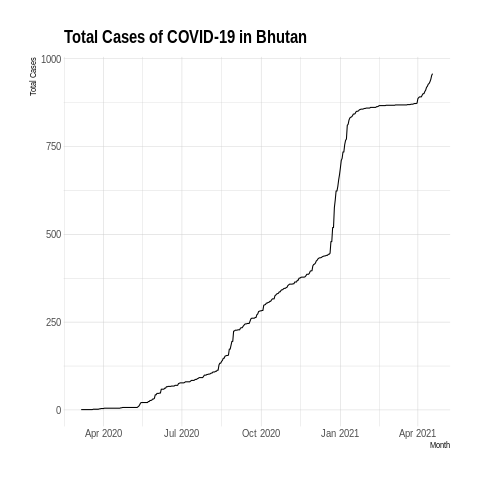 Total Cases of COVID-19 in Bhutan
Total Cases
1000
750
500
250
0
Apr 2020 Jul 2020 Oct 2020 Jan 2021 Apr 2021
Month